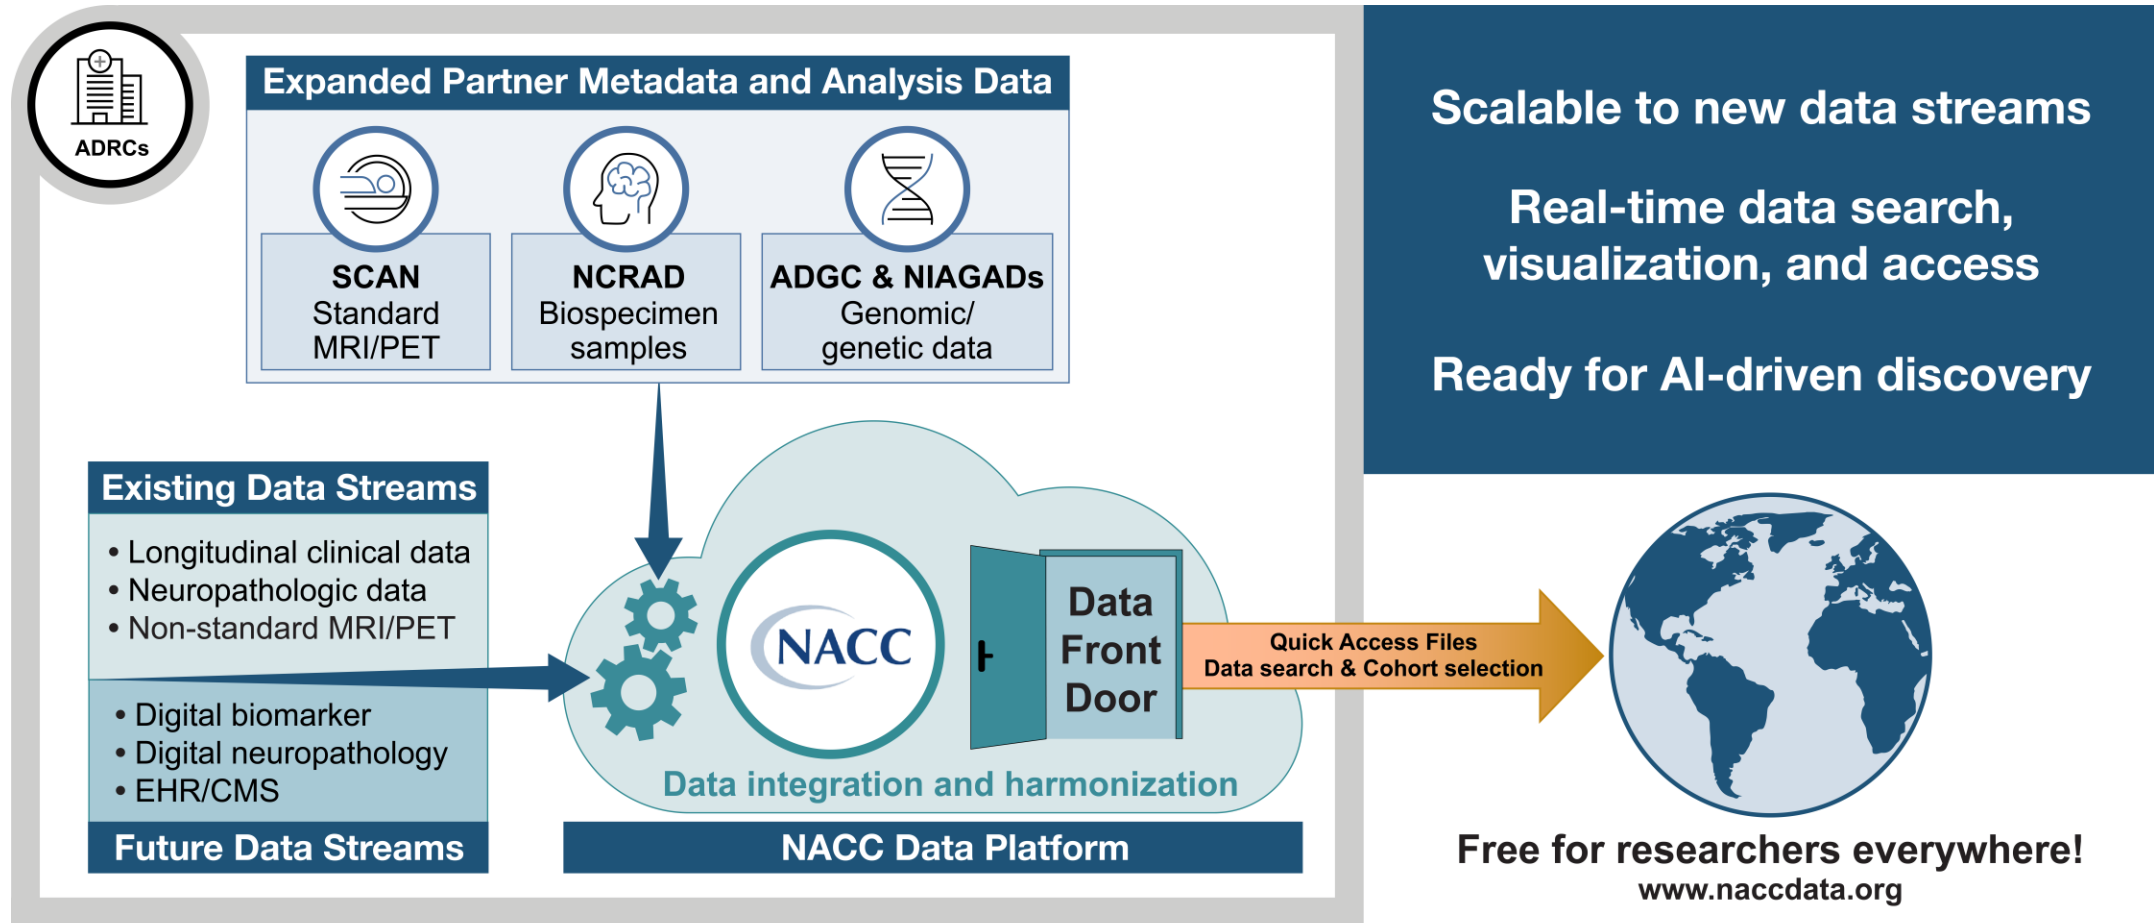 ADRCs
Expanded Partner Metadata and Analysis Data
SCAN
Standard
MRI/PET
NCRAD
Biospecimen
samples
ADGC & NIAGADs
Genomic/
genetic data
Existing Data Streams
• Longitudinal clinical data
• Neuropathologic data
• Non-standard MRI/PET
• Digital biomarker
• Digital neuropathology
• EHR/CMS
Future Data Streams
NACC
Data
Front
Door
Data integration and harmonization
NACC Data Platform
Quick Access Files
Data search & Cohort selection
Scalable to new data streams
Real-time data search,
visualization, and access
Ready for AI-driven discovery
Free for researchers everywhere!
www.naccdata.org